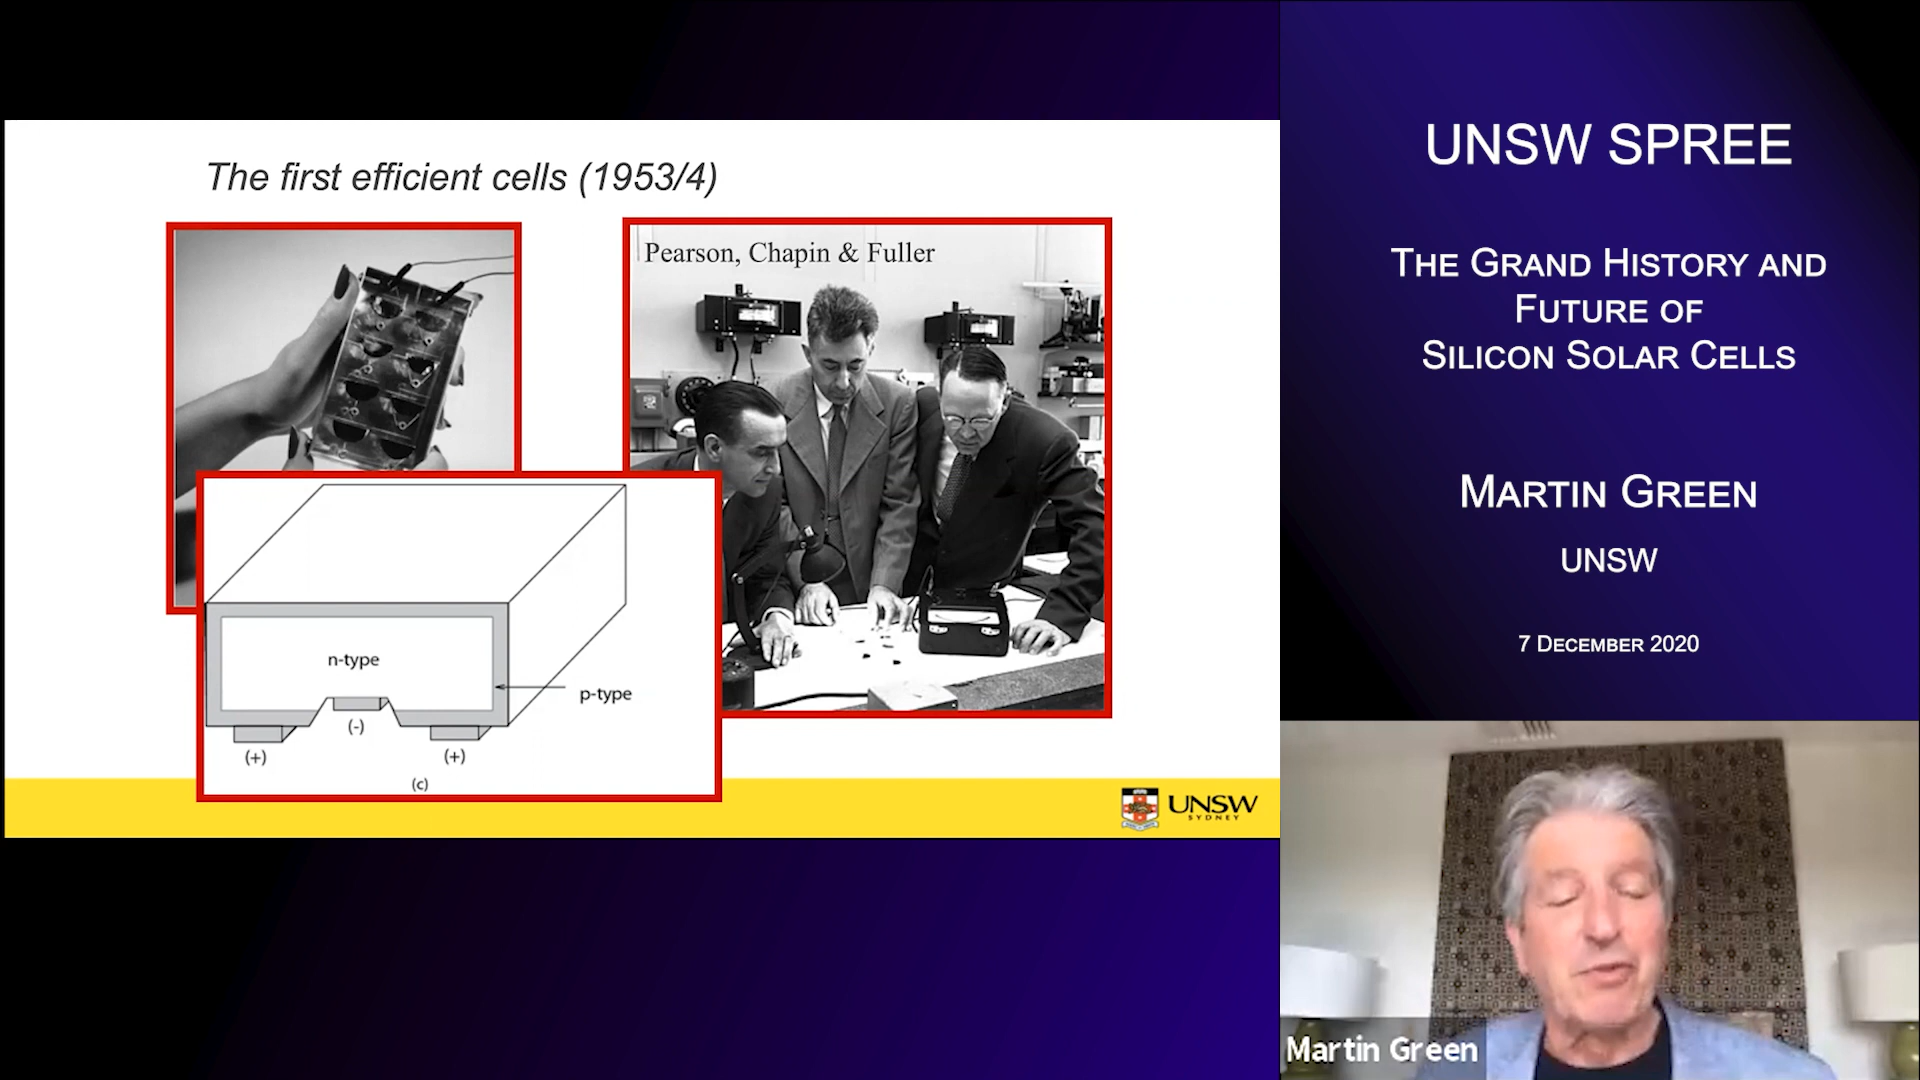 The first efficient cells (1953/4)
Pearson, Chapin & Fuller
n-type
p-type
(-)
(+)
(+)
(c)
UNSW
SYDNEY
UNSW SPREE
The Grand History and
Future of
Silicon Solar Cells
Martin Green
UNSW
7 December 2020
Martin Green